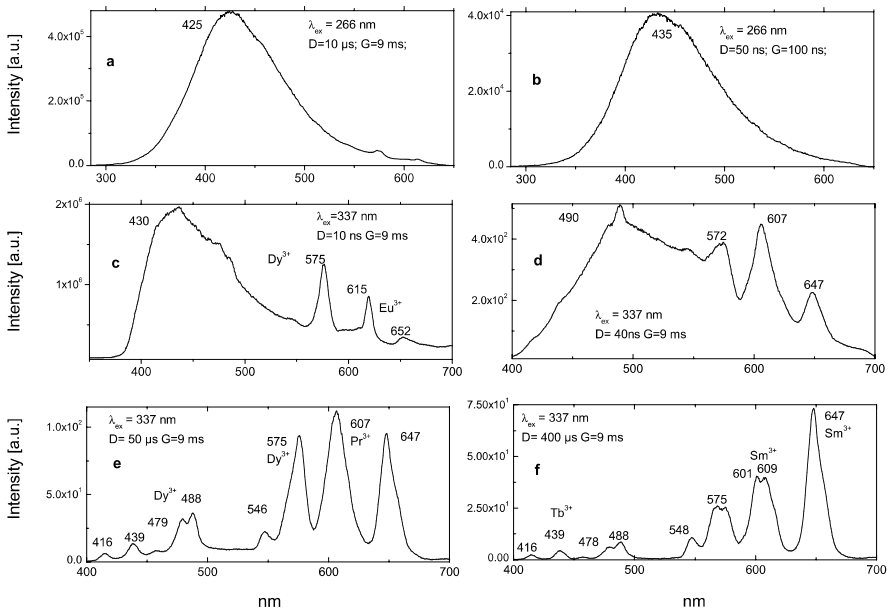 425
λex = 266 nm
D=10 µs; G=9 ms;
a
4.0x10⁵
2.0x10⁵
0.0
Intensity [a.u.]
300 400 500 600
435
λex = 266 nm
D=50 ns; G=100 ns;
b
4.0x10⁴
2.0x10⁴
0.0
300 400 500 600
430
λex=337 nm
D=10 ns G=9 ms
c
Dy³⁺
575
615
Eu³⁺
652
2x10⁶
1x10⁶
Intensity [a.u.]
400 500 600 700
490
572
607
647
d
λex = 337 nm
D= 40ns G=9 ms
4.0x10²
2.0x10²
400 500 600 700
λex = 337 nm
D= 50 µs G=9 ms
e
416
439
479
Dy³⁺
488
546
575
Dy³⁺
607
Pr³⁺
647
1.0x10²
5.0x10¹
0.0
Intensity [a.u.]
400 500 600 700
nm
λex = 337 nm
D= 400 µs G=9 ms
f
416
Tb³⁺
439
478
488
548
575
Sm³⁺
601 609
647
Sm³⁺
7.50x10¹
5.00x10¹
2.50x10¹
0.00
400 500 600 700
nm